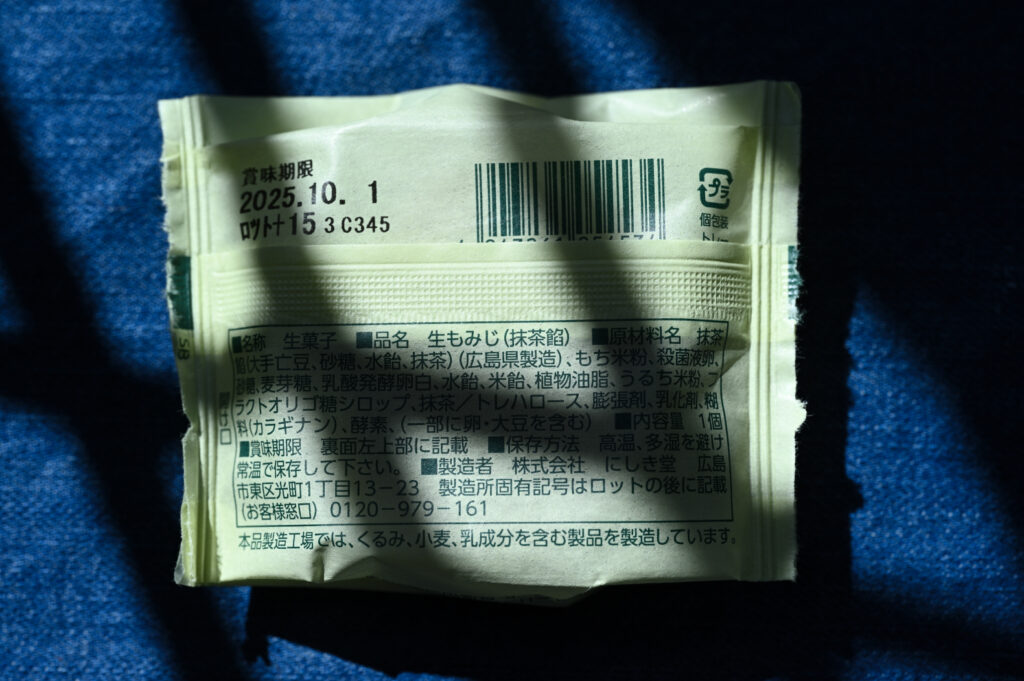 賞味期限
2025.10. 1
ロット+15 3C345
プラ
個包装
トレー
■名称 生菓子 ■品名 生もみじ(抹茶餡) ■原材料名 抹茶
餡(大手亡豆、砂糖、水飴、抹茶)(広島県製造)、もち米粉、殺菌液卵、
砂糖、麦芽糖、乳酸発酵卵白、水飴、米飴、植物油脂、うるち米粉、フ
ラクトオリゴ糖シロップ、抹茶/トレハロース、膨張剤、乳化剤、糊
料(カラギナン)、酵素、(一部に卵・大豆を含む) ■内容量 1個
■賞味期限 裏面左上部に記載 ■保存方法 高温、多湿を避け
常温で保存して下さい。 ■製造者 株式会社 にしき堂 広島
市東区光町1丁目13−23 製造所固有記号はロットの後に記載
(お客様窓口) 0120−979−161
本品製造工場では、くるみ、小麦、乳成分を含む製品を製造しています。